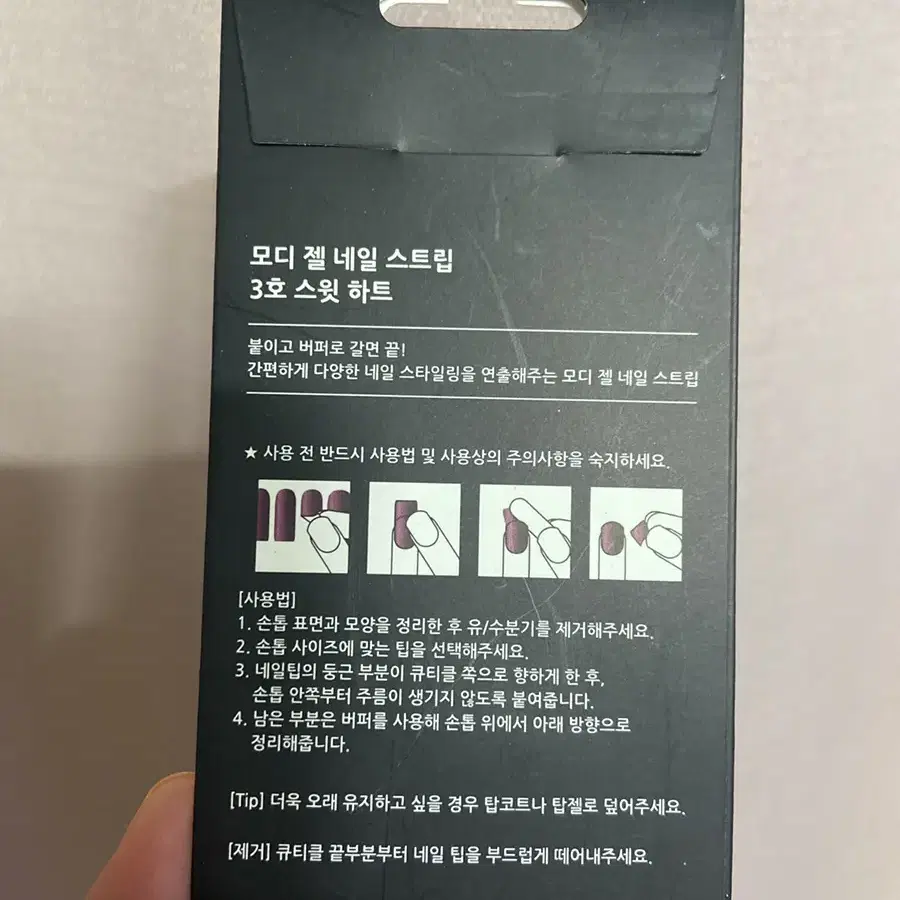 모디 젤 네일 스트립
3호 스윗 하트
붙이고 버퍼로 갈면 끝!
간편하게 다양한 네일 스타일링을 연출해주는 모디 젤 네일 스트립
★ 사용 전 반드시 사용법 및 사용상의 주의사항을 숙지하세요.
[사용법]
1. 손톱 표면과 모양을 정리한 후 유/수분기를 제거해주세요.
2. 손톱 사이즈에 맞는 팁을 선택해주세요.
3. 네일팁의 둥근 부분이 큐티클 쪽으로 향하게 한 후,
손톱 안쪽부터 주름이 생기지 않도록 붙여줍니다.
4. 남은 부분은 버퍼를 사용해 손톱 위에서 아래 방향으로
정리해줍니다.
[Tip] 더욱 오래 유지하고 싶을 경우 탑코트나 탑젤로 덮어주세요.
[제거] 큐티클 끝부분부터 네일 팁을 부드럽게 떼어내주세요.